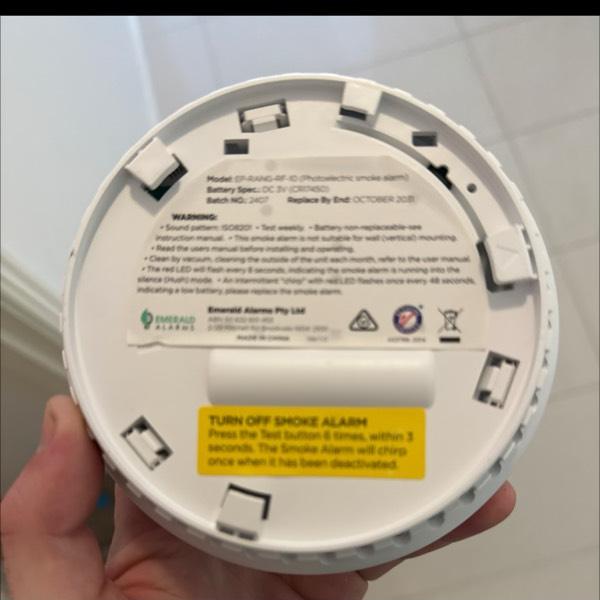 Model: EP-RANG-RF-10 (Photoelectric smoke alarm)
Battery Spec.: DC 3V (CR17450)
Batch NO.: 2407 Replace By End: OCTOBER 2031
WARNING:
• Sound pattern: ISO8201 • Test weekly. • Battery non-replaceable-see
instruction manual. • This smoke alarm is not suitable for wall (vertical) mounting.
• Read the users manual before installing and operating.
• Clean by vacuum, cleaning the outside of the unit each month, refer to the user manual.
• The red LED will flash every 8 seconds, indicating the smoke alarm is running into the
silence (Hush) mode. • An intermittent "chirp" with red LED flashes once every 48 seconds,
indicating a low battery, please replace the smoke alarm.
EMERALD
ALARMS
Emerald Alarms Pty Ltd
MADE IN CHINA
TURN OFF SMOKE ALARM
Press the Test button 6 times, within 3
seconds. The Smoke Alarm will chirp
once when it has been deactivated.